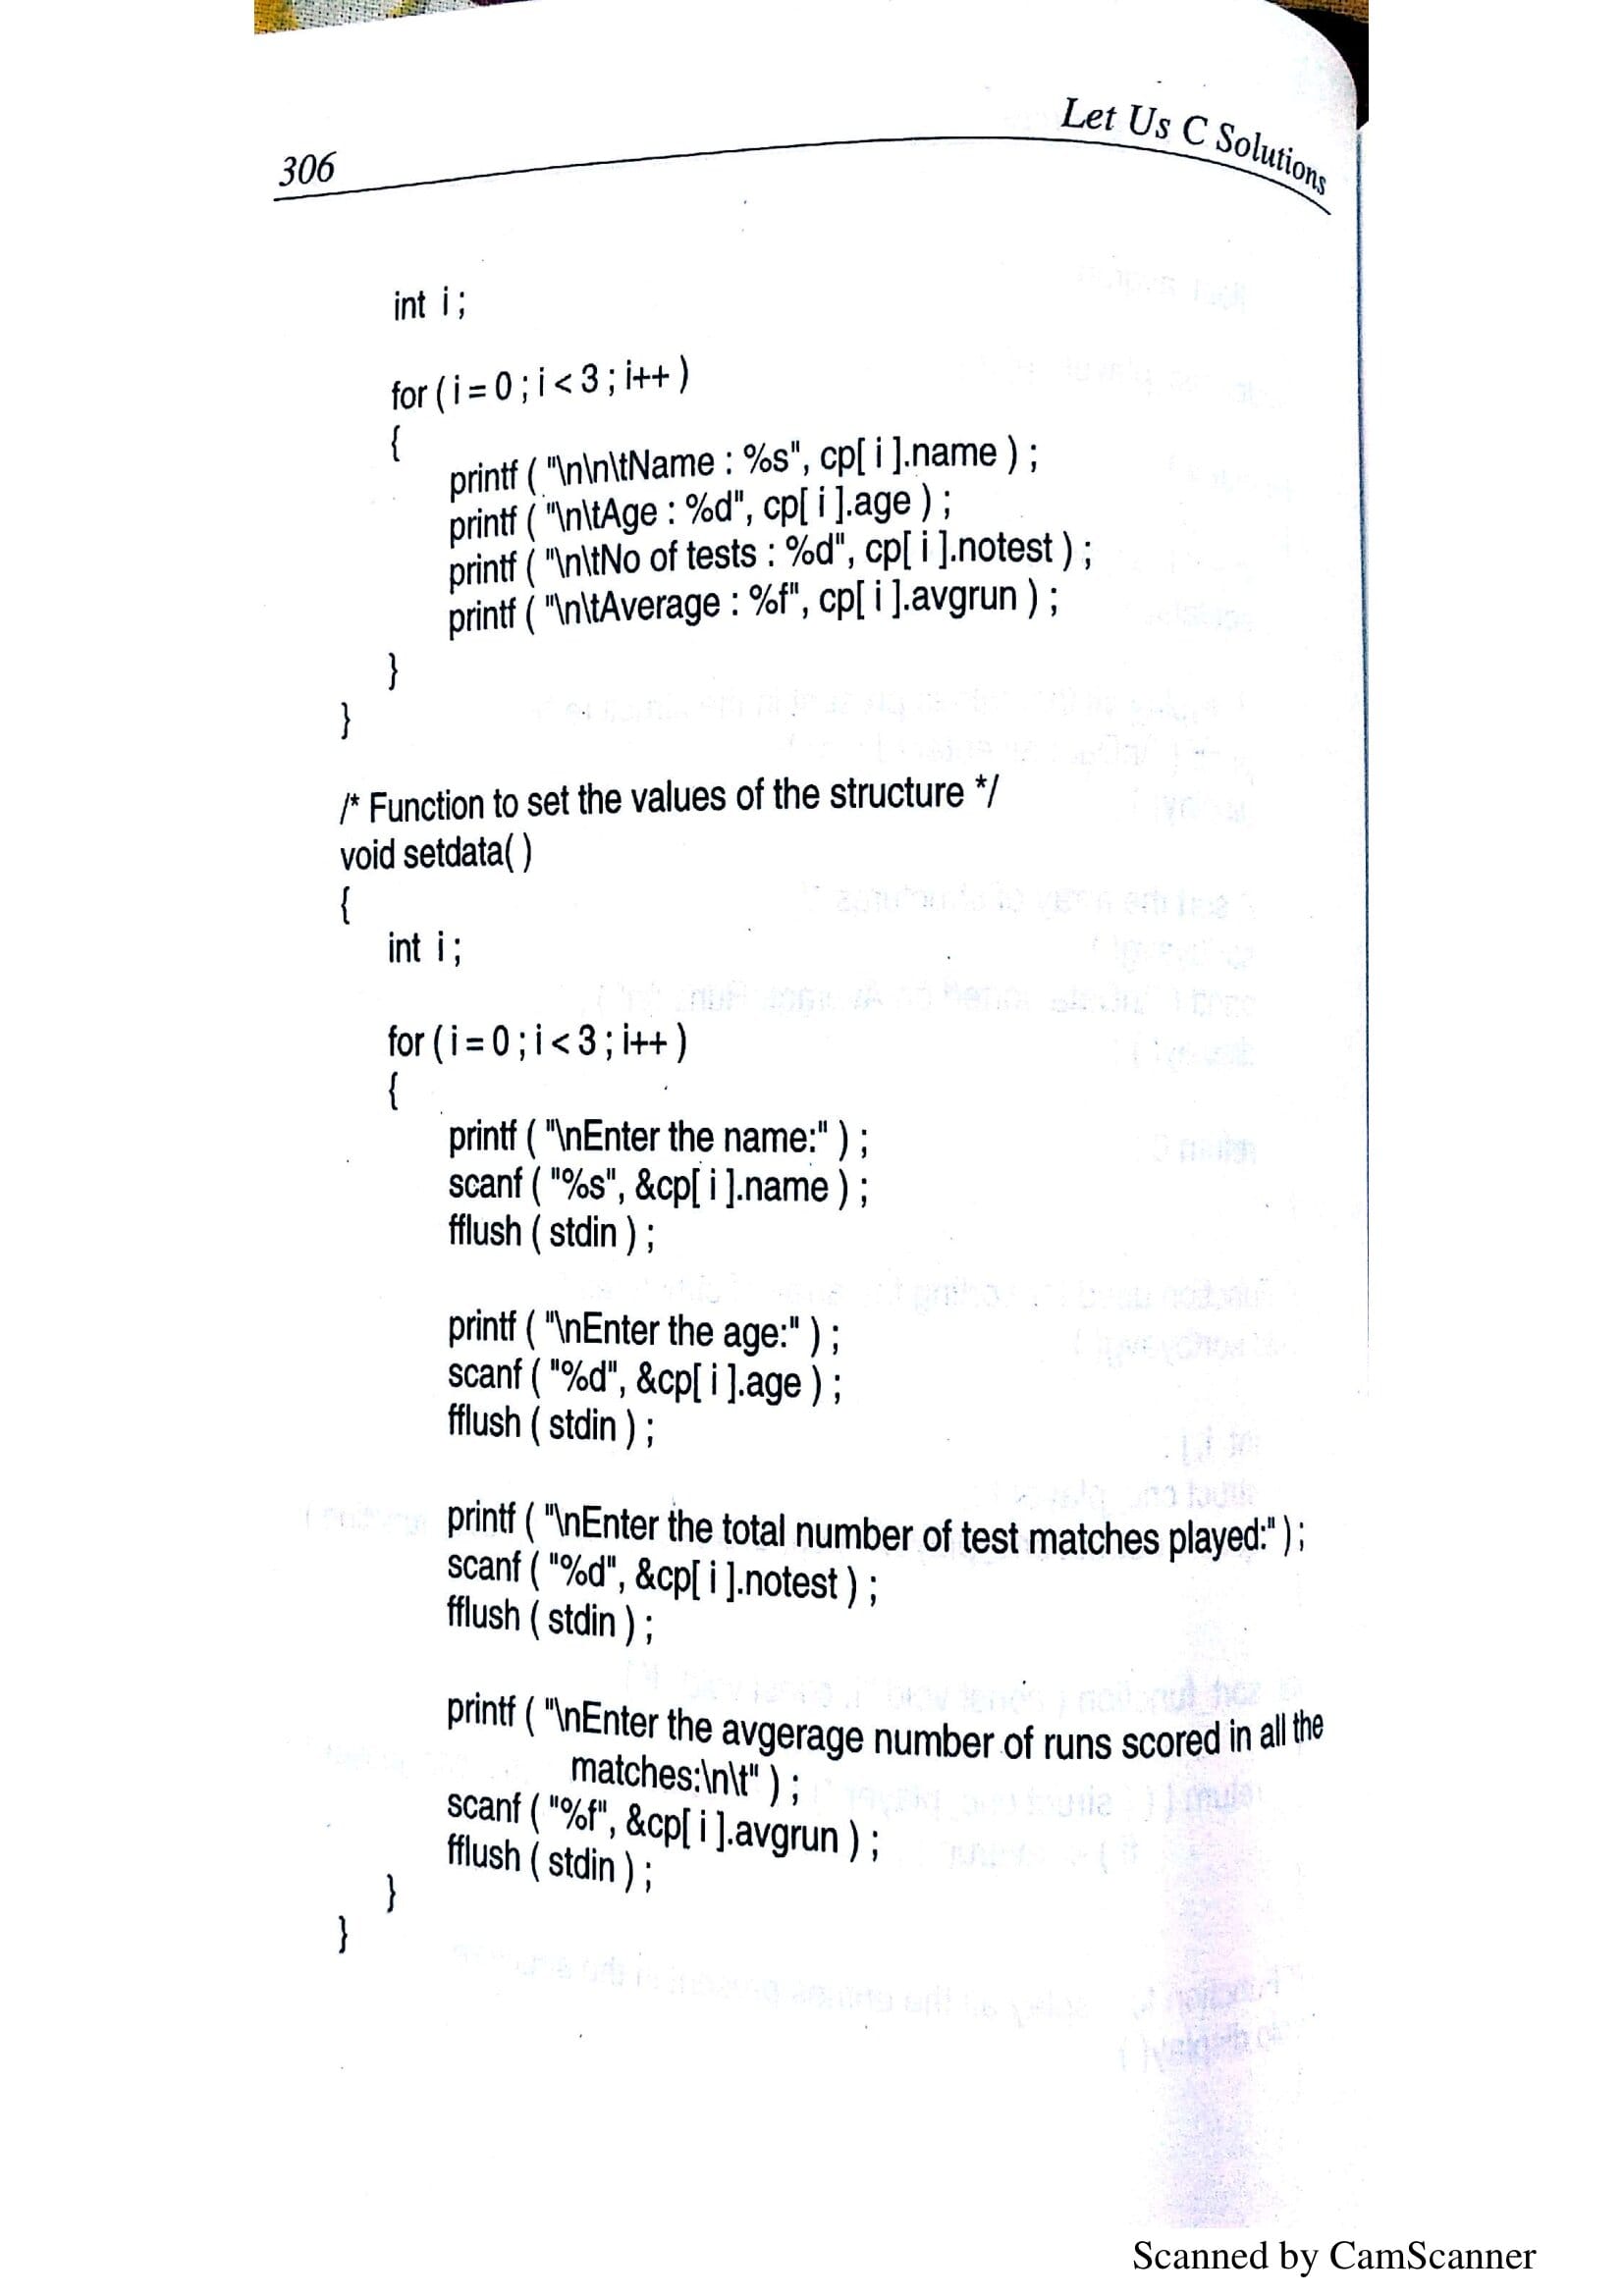 306
Let Us C Solutions
int i ;
for ( i = 0 ; i < 3 ; i++ )
{
printf ( "\n\n\tName : %s", cp[ i ].name ) ;
printf ( "\n\tAge : %d", cp[ i ].age ) ;
printf ( "\n\tNo of tests : %d", cp[ i ].notest ) ;
printf ( "\n\tAverage : %f", cp[ i ].avgrun ) ;
}
}
/* Function to set the values of the structure */
void setdata( )
{
int i ;
for ( i = 0 ; i < 3 ; i++ )
{
printf ( "\nEnter the name:" ) ;
scanf ( "%s", &cp[ i ].name ) ;
fflush ( stdin ) ;
printf ( "\nEnter the age:" ) ;
scanf ( "%d", &cp[ i ].age ) ;
fflush ( stdin ) ;
printf ( "\nEnter the total number of test matches played:" ) ;
scanf ( "%d", &cp[ i ].notest ) ;
fflush ( stdin ) ;
printf ( "\nEnter the avgerage number of runs scored in all the
matches:\n\t" ) ;
scanf ( "%f", &cp[ i ].avgrun ) ;
fflush ( stdin ) ;
}
}
Scanned by CamScanner